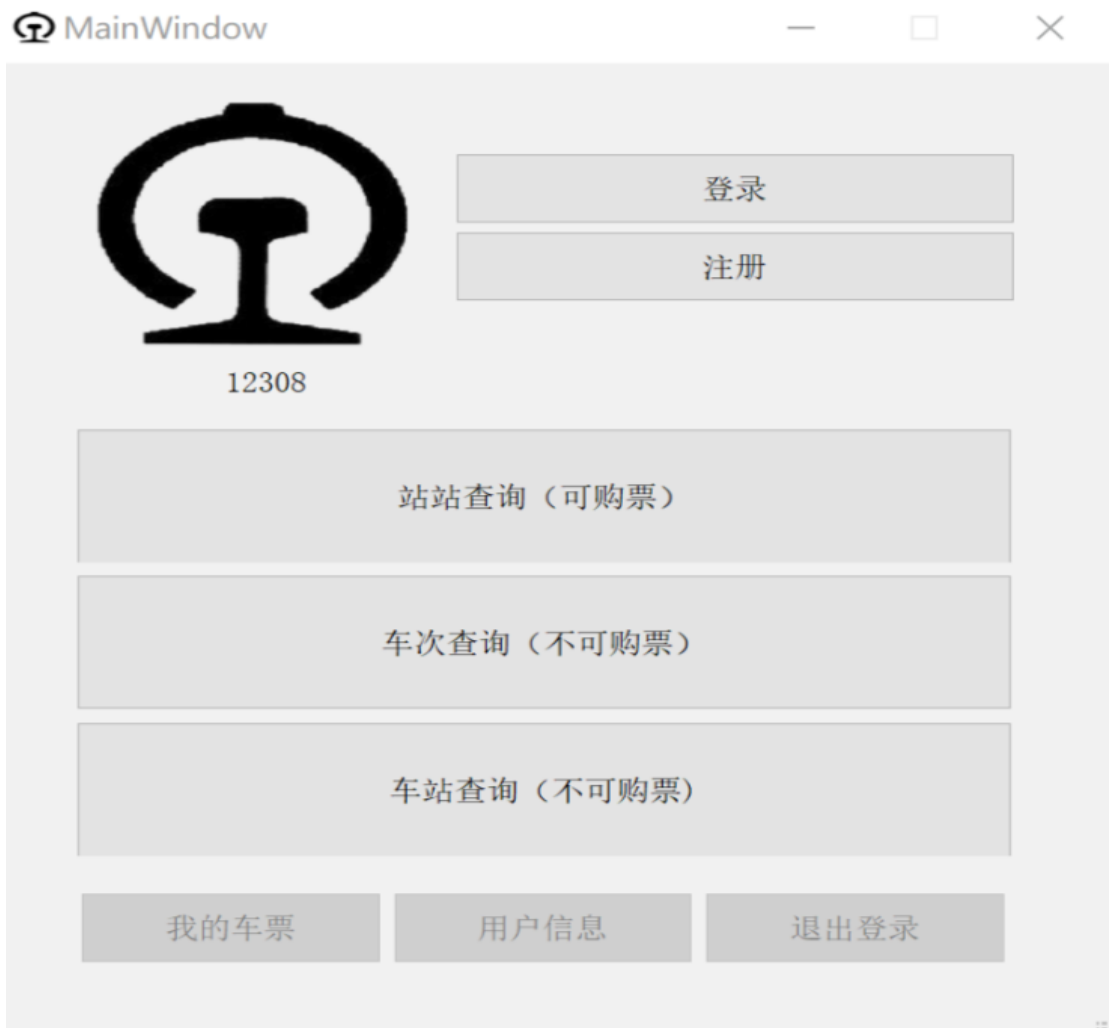 MainWindow
登录
注册
12308
站站查询（可购票）
车次查询（不可购票）
车站查询（不可购票)
我的车票 用户信息 退出登录